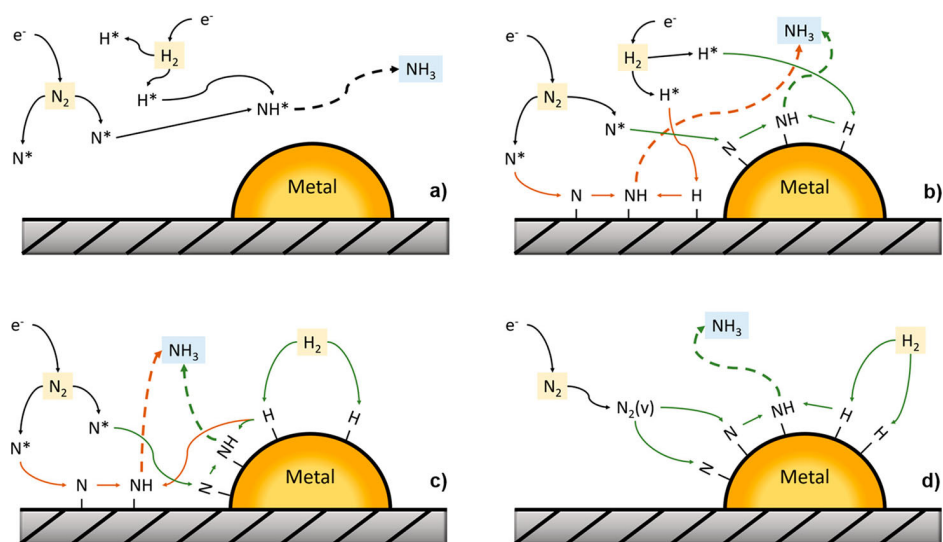 e-
H*
H₂
e-
N₂
H*
NH*
NH₃
N*
N*
Metal
a)
e-
H₂
H*
NH₃
N₂
H*
N*
N
NH
H
N*
N
NH
H
Metal
b)
e-
N₂
NH₃
H₂
N*
N*
H
H
NH
N
N
NH
Metal
c)
e-
N₂
NH₃
H₂
N₂(v)
N
NH
H
N
H
Metal
d)